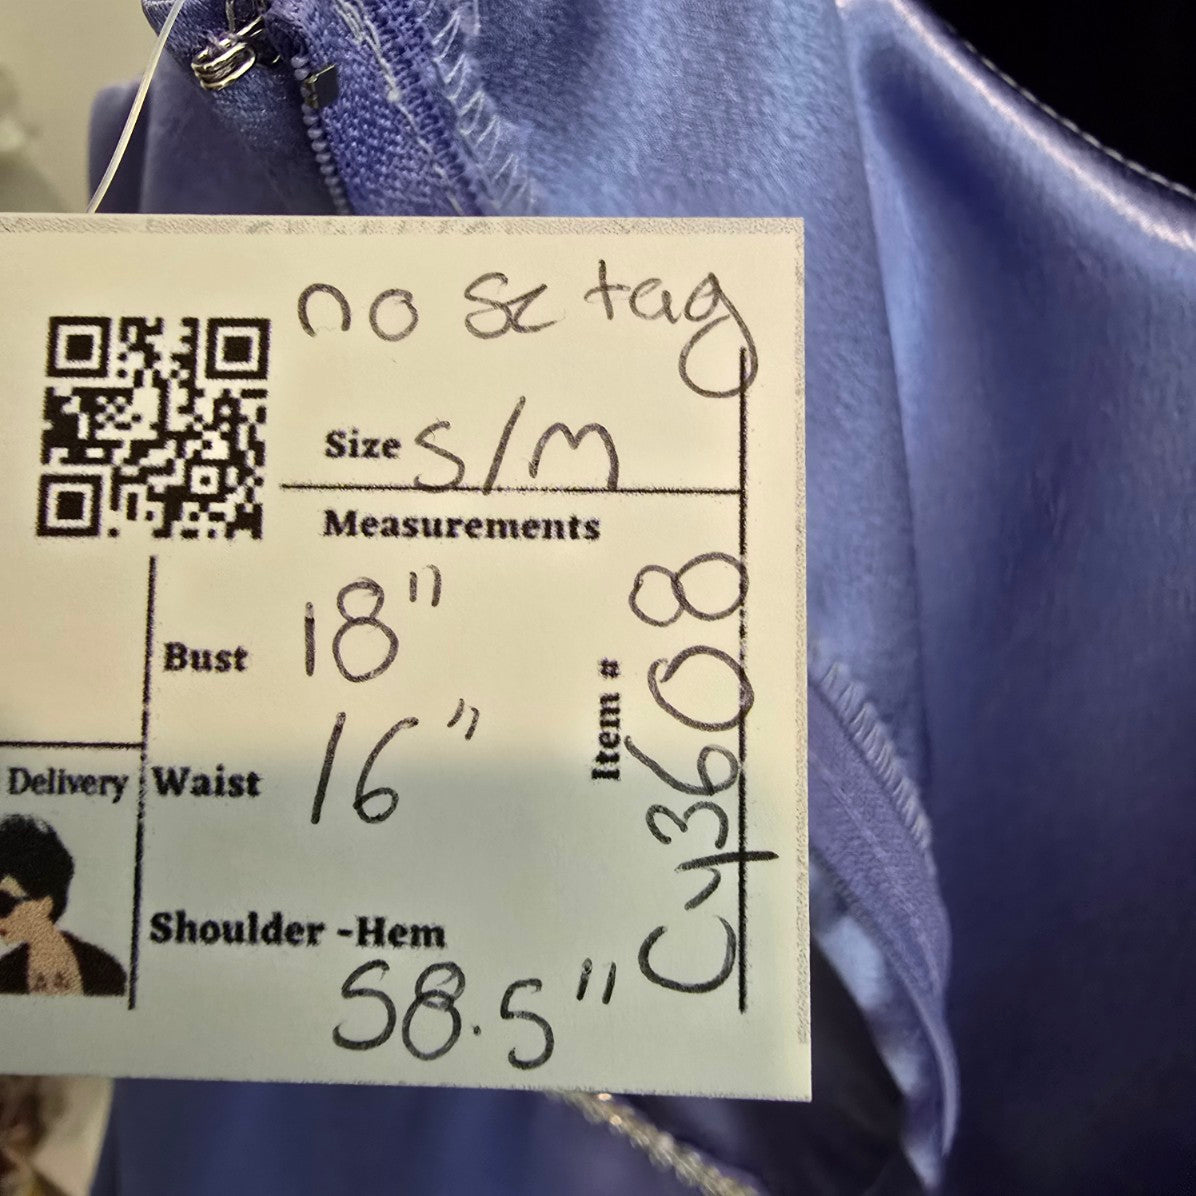 no sz tag
Size S/M
Measurements
Bust 18"
Waist 16"
Shoulder -Hem
58.5"
Delivery
Item # C43608